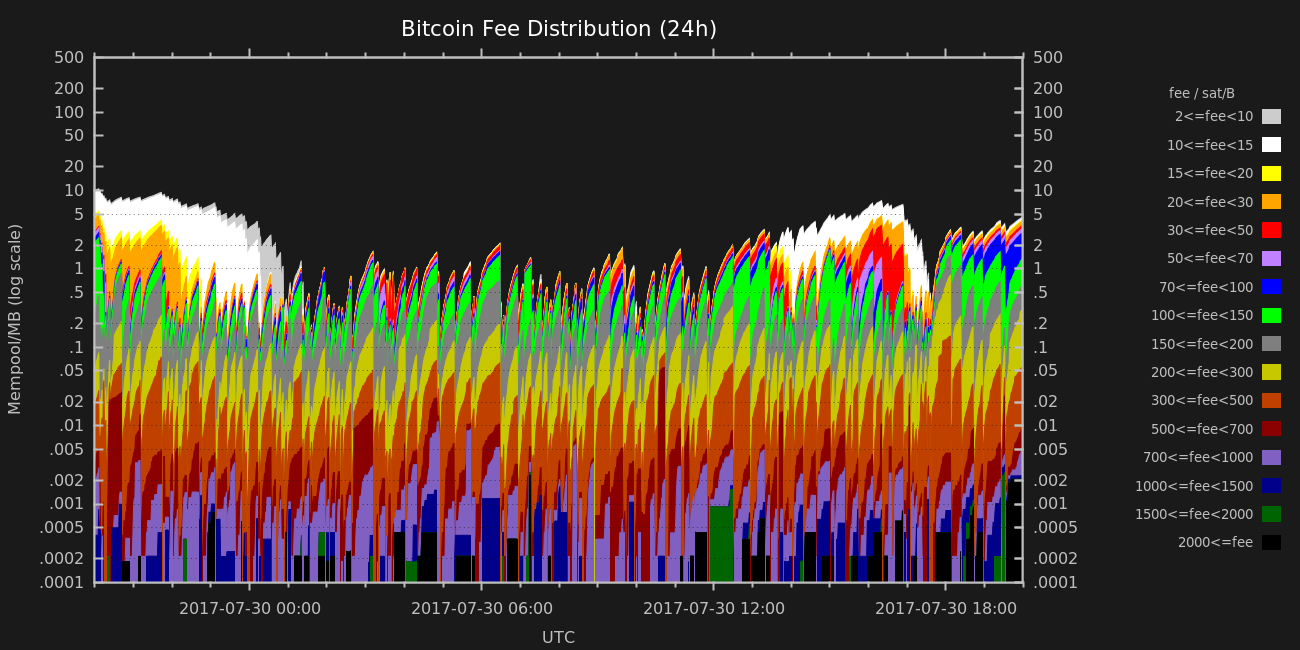 Bitcoin Fee Distribution (24h)
500
200
100
50
20
10
5
2
1
.5
.2
.1
.05
.02
.01
.005
.002
.001
.0005
.0002
.0001
Mempool/MB (log scale)
500
200
100
50
20
10
5
2
1
.5
.2
.1
.05
.02
.01
.005
.002
.001
.0005
.0002
.0001
2017-07-30 00:00
2017-07-30 06:00
2017-07-30 12:00
2017-07-30 18:00
UTC
fee / sat/B
2<=fee<10
10<=fee<15
15<=fee<20
20<=fee<30
30<=fee<50
50<=fee<70
70<=fee<100
100<=fee<150
150<=fee<200
200<=fee<300
300<=fee<500
500<=fee<700
700<=fee<1000
1000<=fee<1500
1500<=fee<2000
2000<=fee